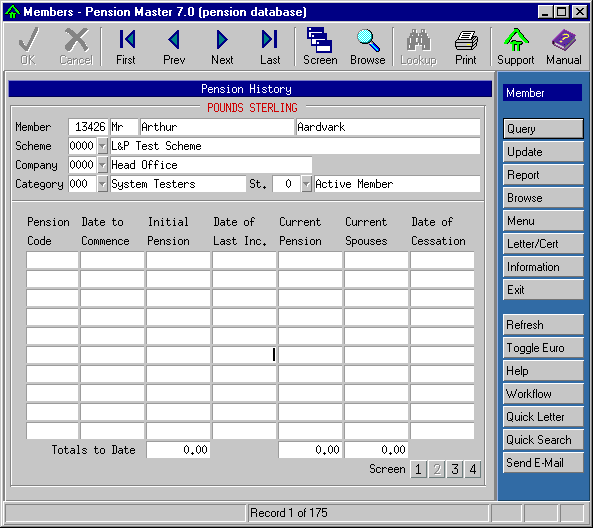 Members - Pension Master 7.0 (pension database)
OK Cancel First Prev Next Last Screen Browse Lookup Print Support Manual
Pension History
POUNDS STERLING
Member 13426 Mr Arthur Aardvark
Scheme 0000 L&P Test Scheme
Company 0000 Head Office
Category 000 System Testers St. 0 Active Member
Pension Date to Initial Date of Current Current Date of
Code Commence Pension Last Inc. Pension Spouses Cessation
Totals to Date 0.00 0.00 0.00
Screen 1 2 3 4
Member
Query
Update
Report
Browse
Menu
Letter/Cert
Information
Exit
Refresh
Toggle Euro
Help
Workflow
Quick Letter
Quick Search
Send E-Mail
Record 1 of 175